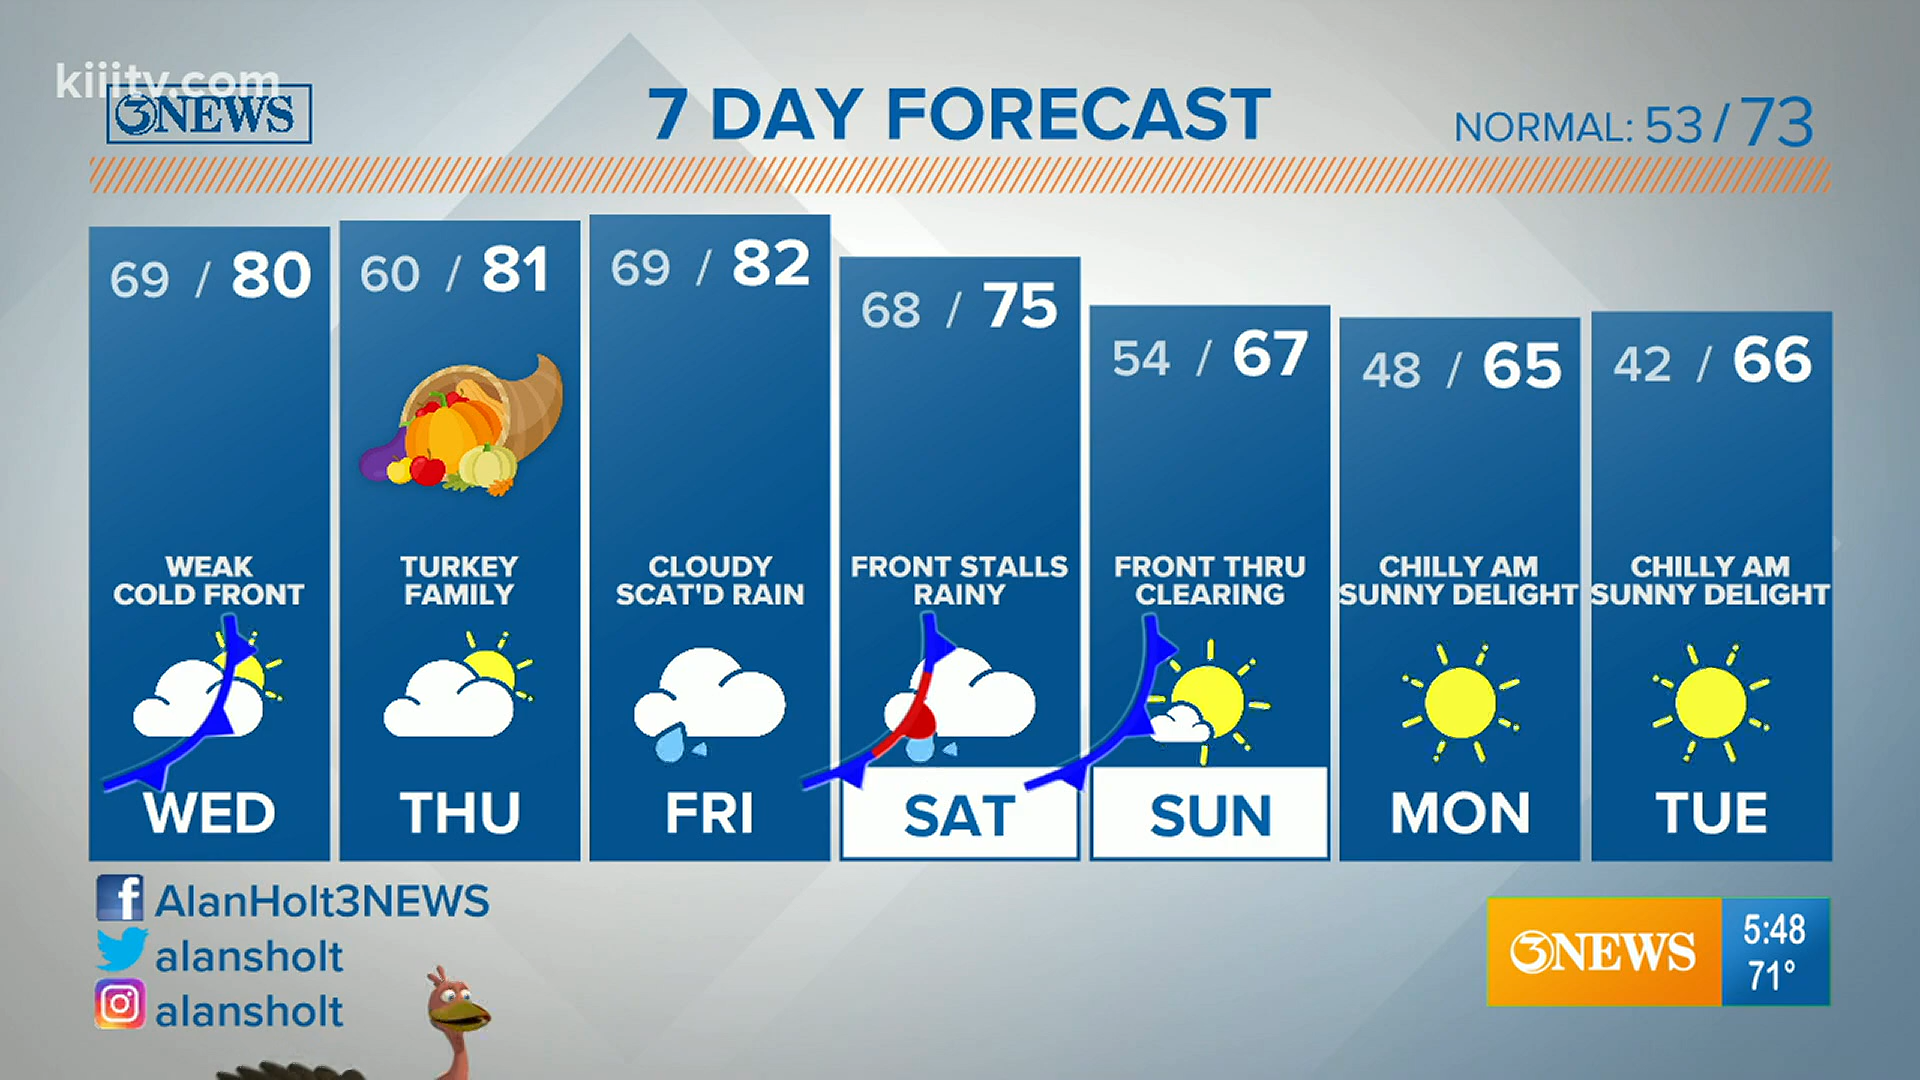 kiiitv.com
3NEWS
7 DAY FORECAST
NORMAL: 53/73
69 / 80
WEAK
COLD FRONT
WED
60 / 81
TURKEY
FAMILY
THU
69 / 82
CLOUDY
SCAT'D RAIN
FRI
68 / 75
FRONT STALLS
RAINY
SAT
54 / 67
FRONT THRU
CLEARING
SUN
48 / 65
CHILLY AM
SUNNY DELIGHT
MON
42 / 66
CHILLY AM
SUNNY DELIGHT
TUE
AlanHolt3NEWS
alansholt
alansholt
3NEWS
5:48
71°